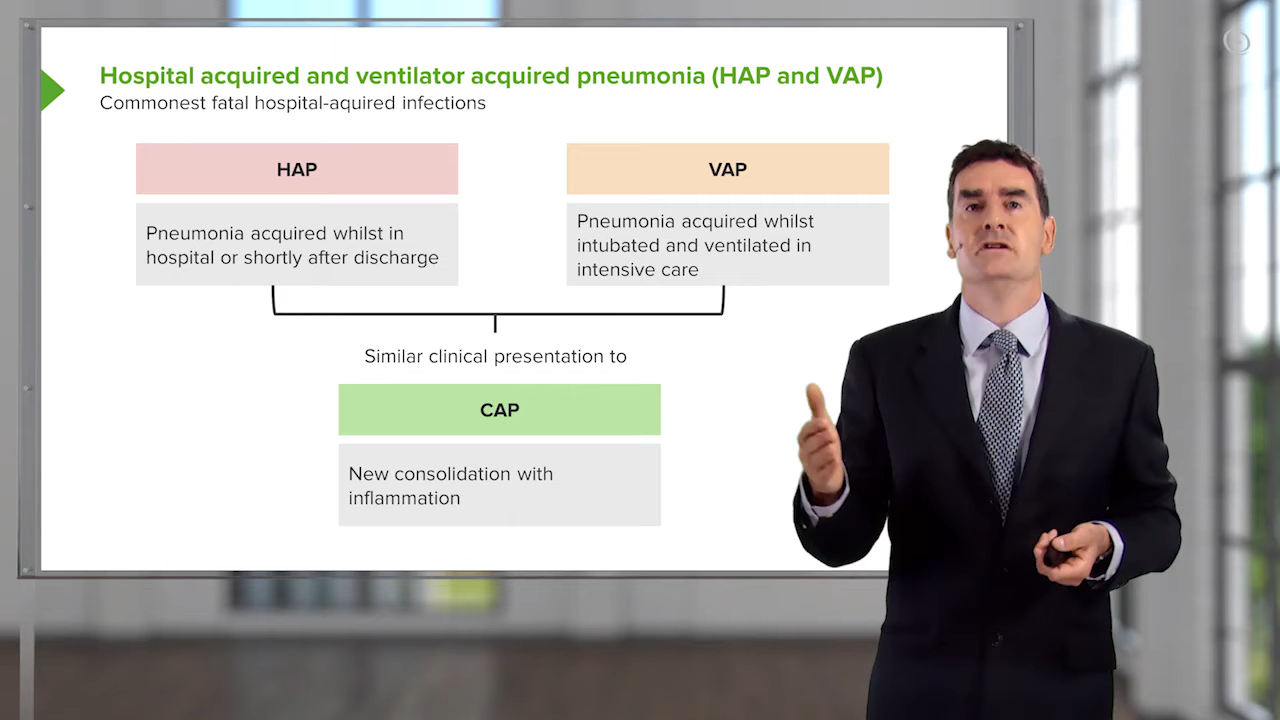 Hospital acquired and ventilator acquired pneumonia (HAP and VAP)
Commonest fatal hospital-aquired infections
HAP
Pneumonia acquired whilst in
hospital or shortly after discharge
VAP
Pneumonia acquired whilst
intubated and ventilated in
intensive care
Similar clinical presentation to
CAP
New consolidation with
inflammation